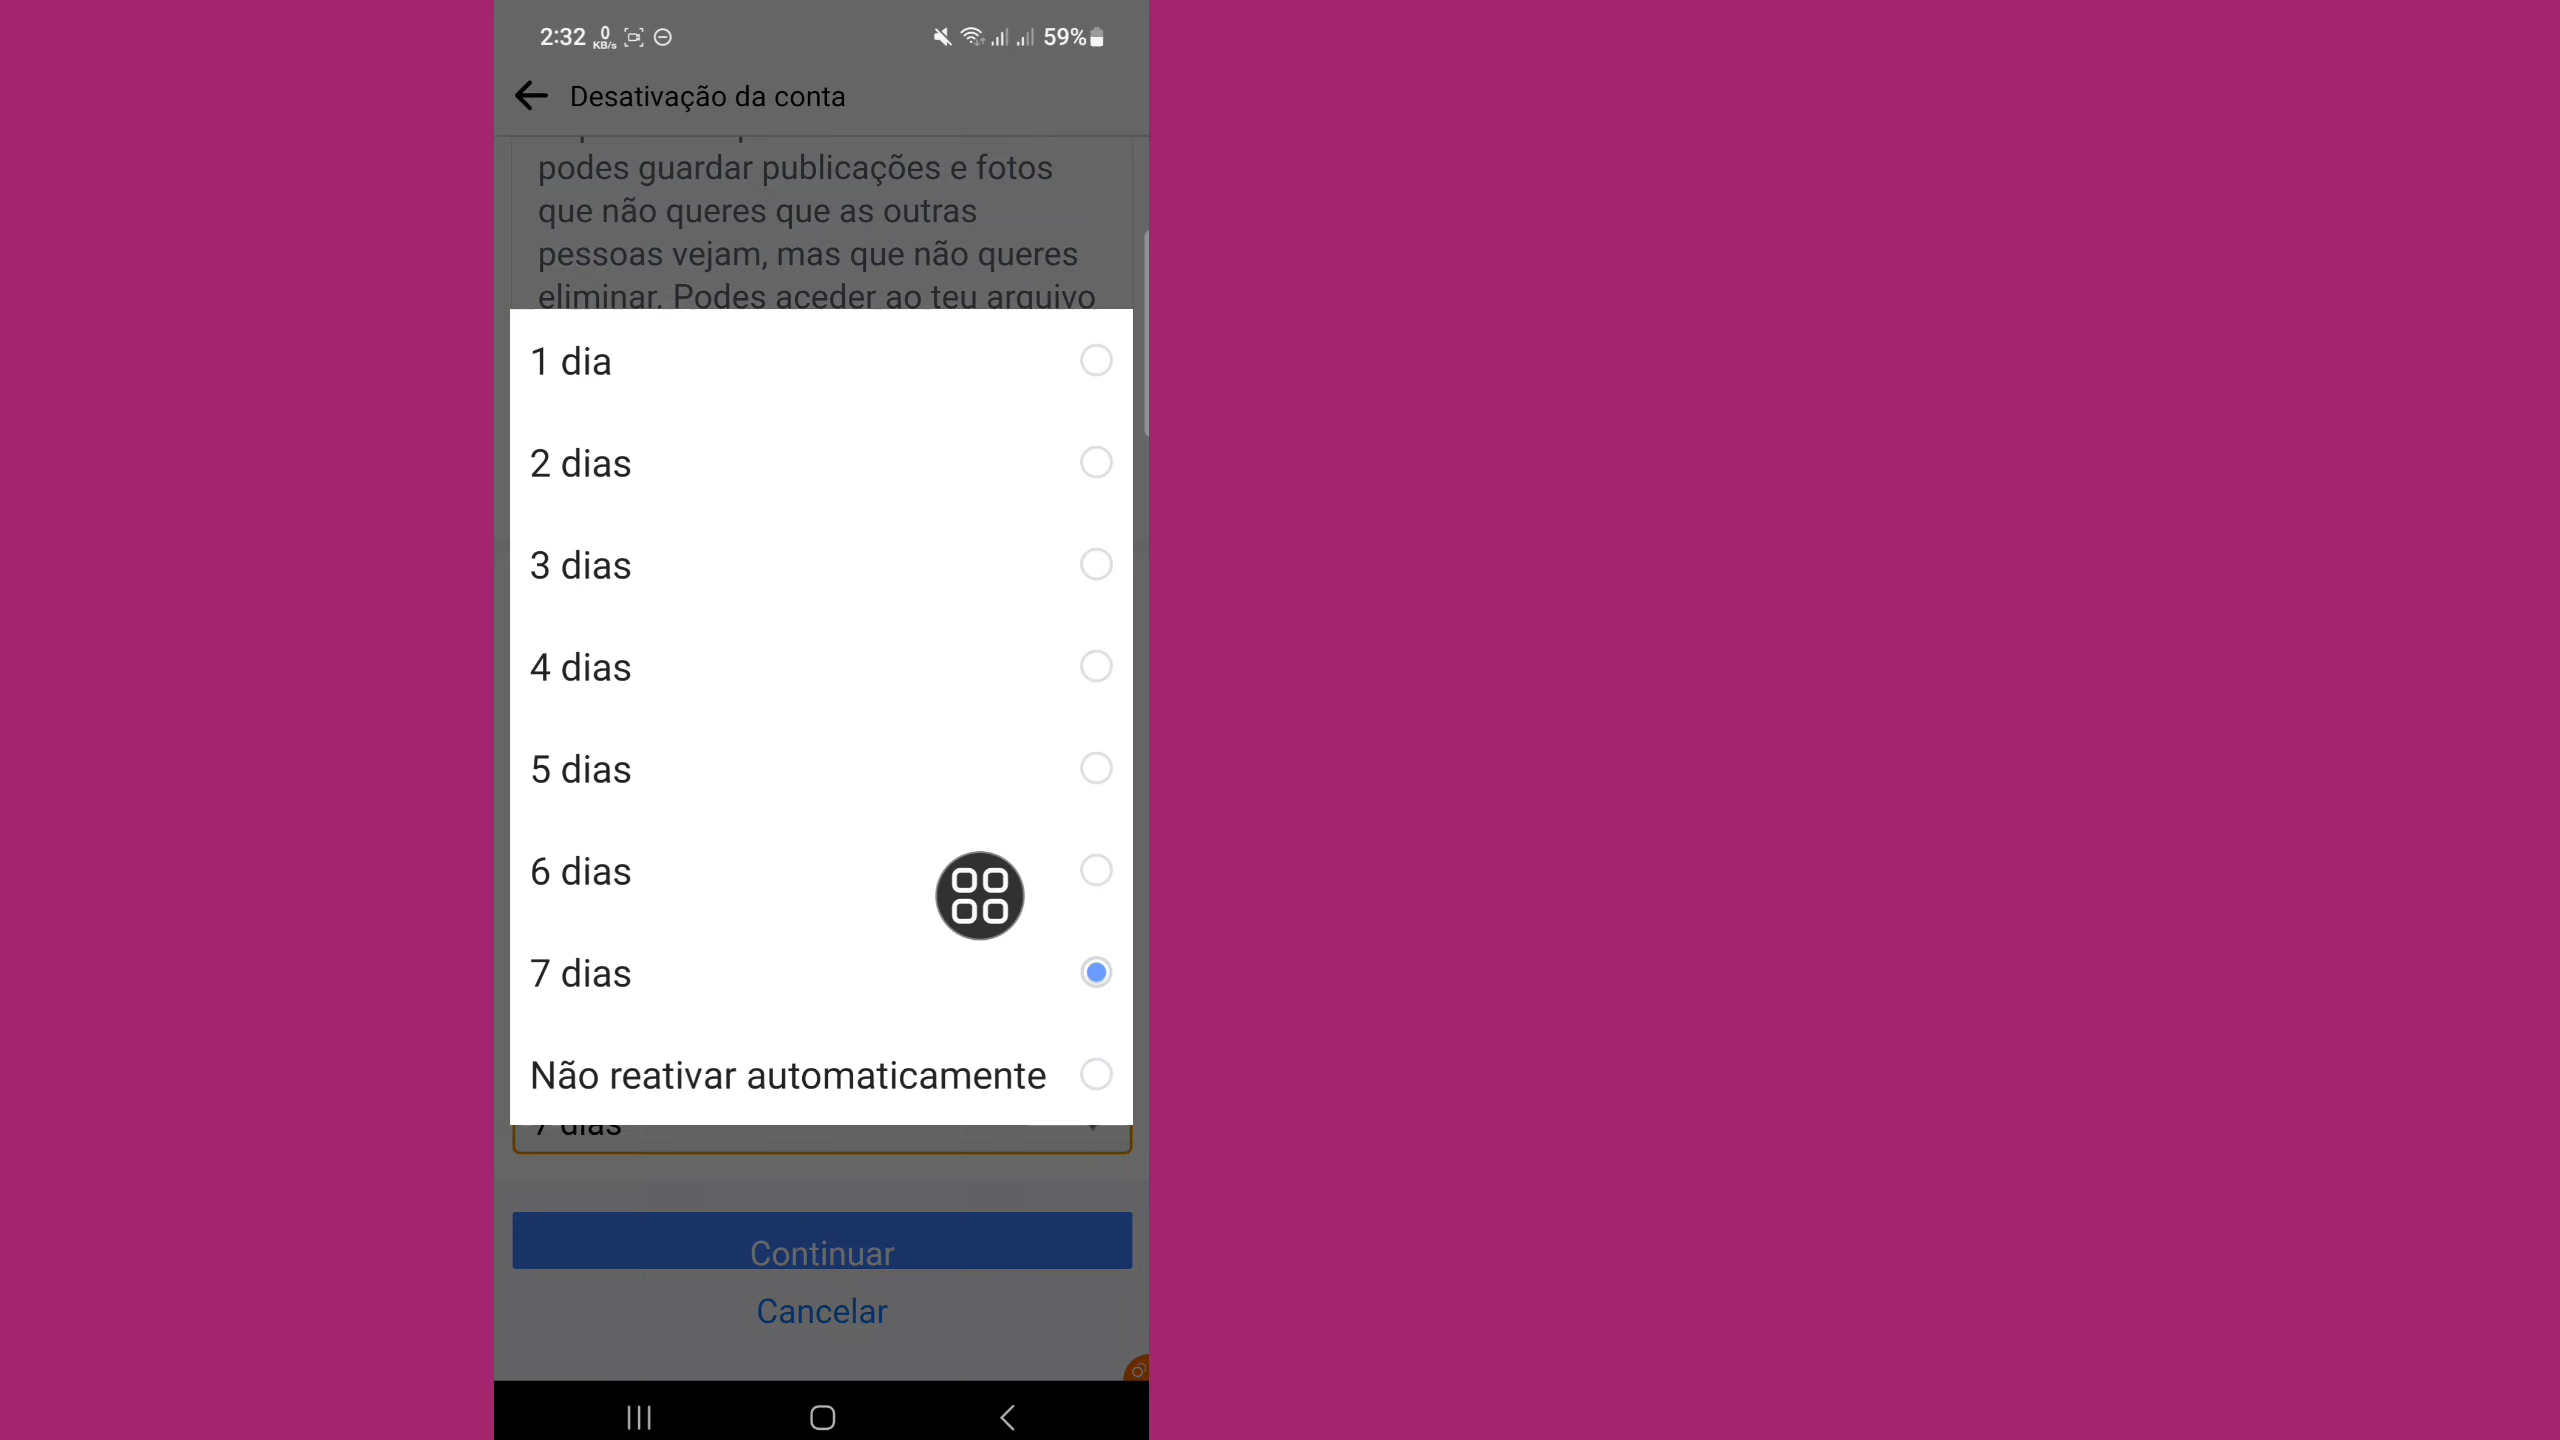 2:32 0 KB/s 59%
Desativação da conta
podes guardar publicações e fotos
que não queres que as outras
pessoas vejam, mas que não queres
eliminar. Podes aceder ao teu arquivo
1 dia
2 dias
3 dias
4 dias
5 dias
6 dias
7 dias
Não reativar automaticamente
7 dias
Continuar
Cancelar